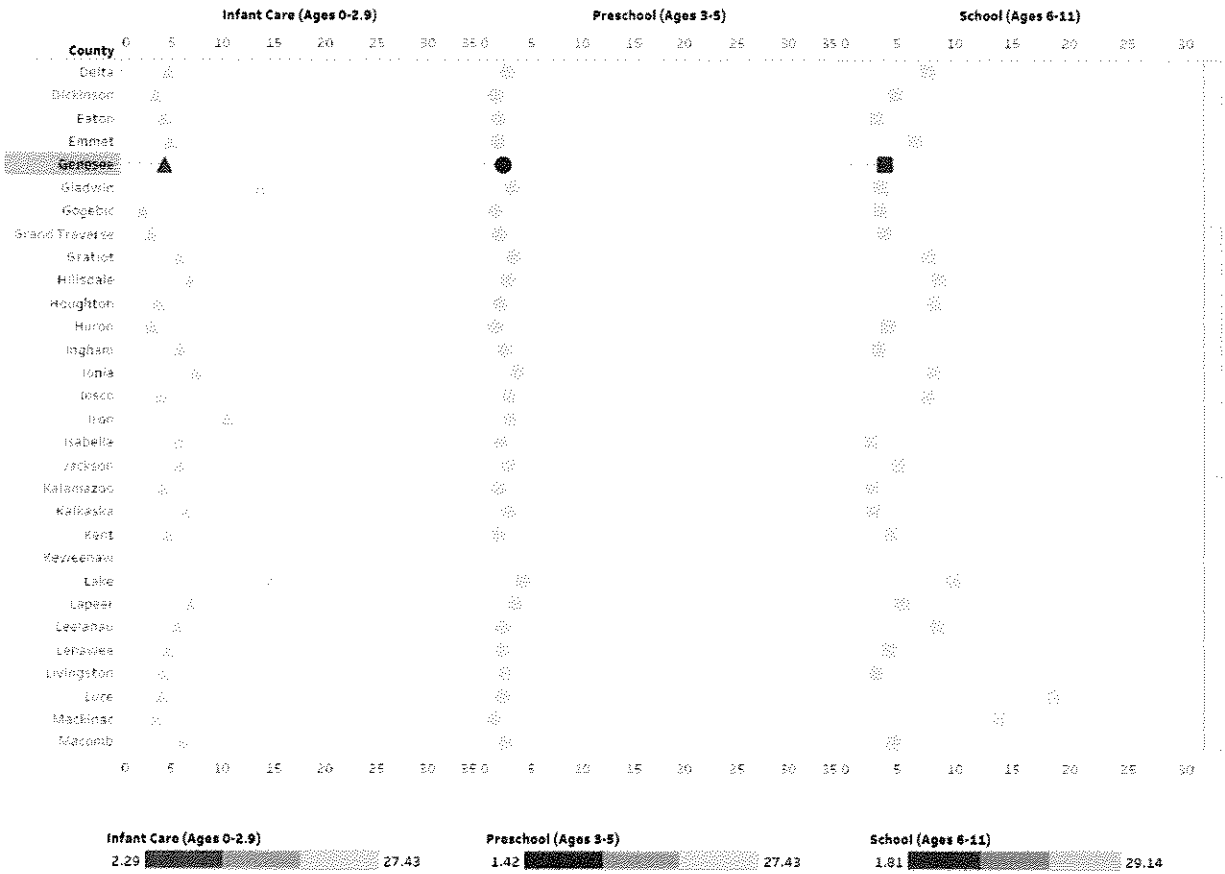 Infant Care (Ages 0-2.9) Preschool (Ages 3-5) School (Ages 6-11)
County 0 5 10 15 20 25 30 35 0 5 10 15 20 25 30 35 0 5 10 15 20 25 30
Delta
Dickinson
Eaton
Emmet
Genesee
Gladwin
Gogebic
Grand Traverse
Gratiot
Hillsdale
Houghton
Huron
Ingham
Ionia
Iosco
Iron
Isabella
Jackson
Kalamazoo
Kalkaska
Kent
Keweenaw
Lake
Lapeer
Leelanau
Lenawee
Livingston
Luce
Mackinac
Macomb
0 5 10 15 20 25 30 35 0 5 10 15 20 25 30 35 0 5 10 15 20 25 30
Infant Care (Ages 0-2.9) Preschool (Ages 3-5) School (Ages 6-11)
2.29 27.43 1.42 27.43 1.81 29.14